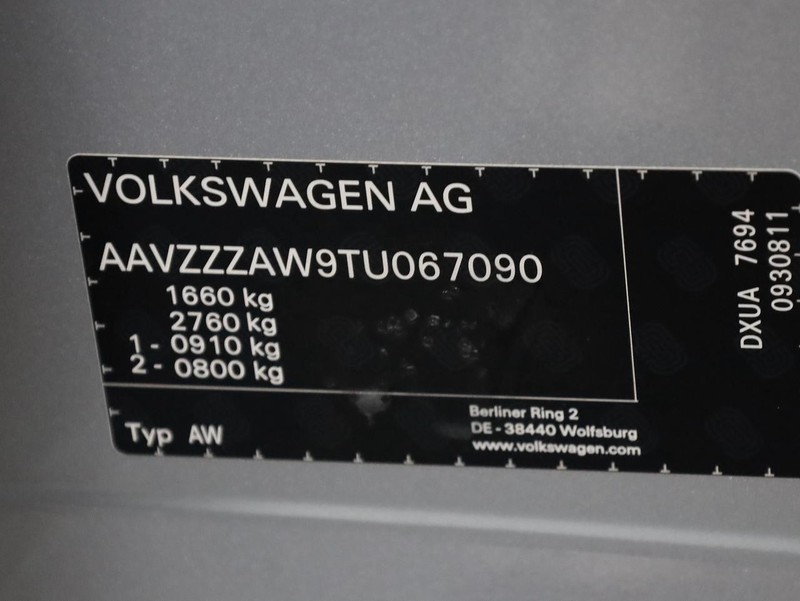 VOLKSWAGEN AG
AAVZZZAW9TU067090
1660 kg
2760 kg
1 - 0910 kg
2 - 0800 kg
Typ AW
Berliner Ring 2
DE - 38440 Wolfsburg
www.volkswagen.com
DXUA 7694
0930811